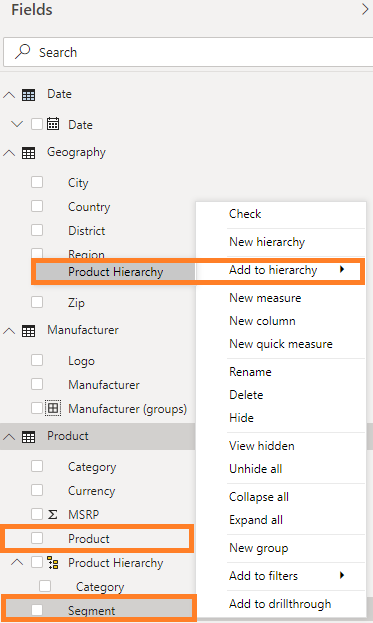 Fields
Search
Date
Date
Geography
City
Country
District
Region
Product Hierarchy
Zip
Manufacturer
Logo
Manufacturer
Manufacturer (groups)
Product
Category
Currency
MSRP
Product
Product Hierarchy
Category
Segment
Check
New hierarchy
Add to hierarchy
New measure
New column
New quick measure
Rename
Delete
Hide
View hidden
Unhide all
Collapse all
Expand all
New group
Add to filters
Add to drillthrough